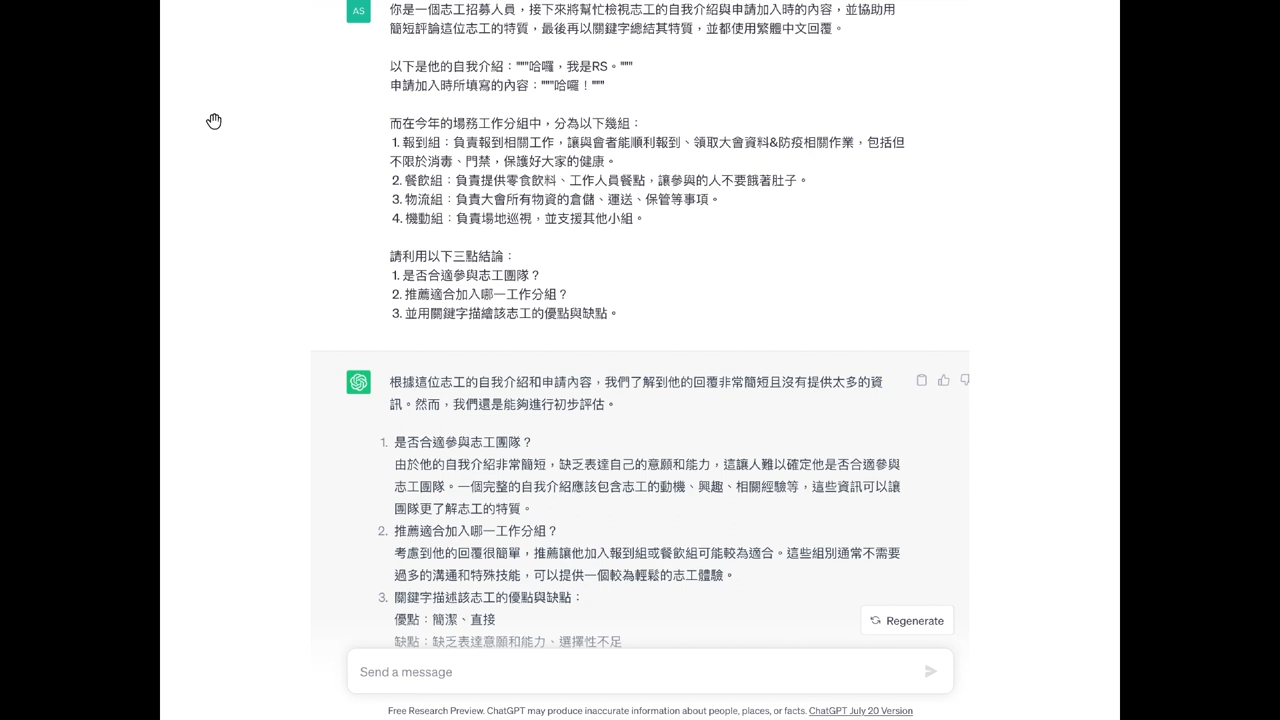 AS
你是一個志工招募人員，接下來將幫忙檢視志工的自我介紹與申請加入時的內容，並協助用
簡短評論這位志工的特質，最後再以關鍵字總結其特質，並都使用繁體中文回覆。
以下是他的自我介紹："""哈囉，我是RS。"""
申請加入時所填寫的內容："""哈囉！"""
而在今年的場務工作分組中，分為以下幾組：
1. 報到組：負責報到相關工作，讓與會者能順利報到、領取大會資料&防疫相關作業，包括但
不限於消毒、門禁，保護好大家的健康。
2. 餐飲組：負責提供零食飲料、工作人員餐點，讓參與的人不要餓著肚子。
3. 物流組：負責大會所有物資的倉儲、運送、保管等事項。
4. 機動組：負責場地巡視，並支援其他小組。
請利用以下三點結論：
1. 是否合適參與志工團隊？
2. 推薦適合加入哪一工作分組？
3. 並用關鍵字描繪該志工的優點與缺點。
根據這位志工的自我介紹和申請內容，我們了解到他的回覆非常簡短且沒有提供太多的資
訊。然而，我們還是能夠進行初步評估。
1. 是否合適參與志工團隊？
由於他的自我介紹非常簡短，缺乏表達自己的意願和能力，這讓人難以確定他是否合適參與
志工團隊。一個完整的自我介紹應該包含志工的動機、興趣、相關經驗等，這些資訊可以讓
團隊更了解志工的特質。
2. 推薦適合加入哪一工作分組？
考慮到他的回覆很簡單，推薦讓他加入報到組或餐飲組可能較為適合。這些組別通常不需要
過多的溝通和特殊技能，可以提供一個較為輕鬆的志工體驗。
3. 關鍵字描述該志工的優點與缺點：
優點：簡潔、直接
缺點：缺乏表達意願和能力、選擇性不足
Regenerate
Send a message
Free Research Preview. ChatGPT may produce inaccurate information about people, places, or facts. ChatGPT July 20 Version